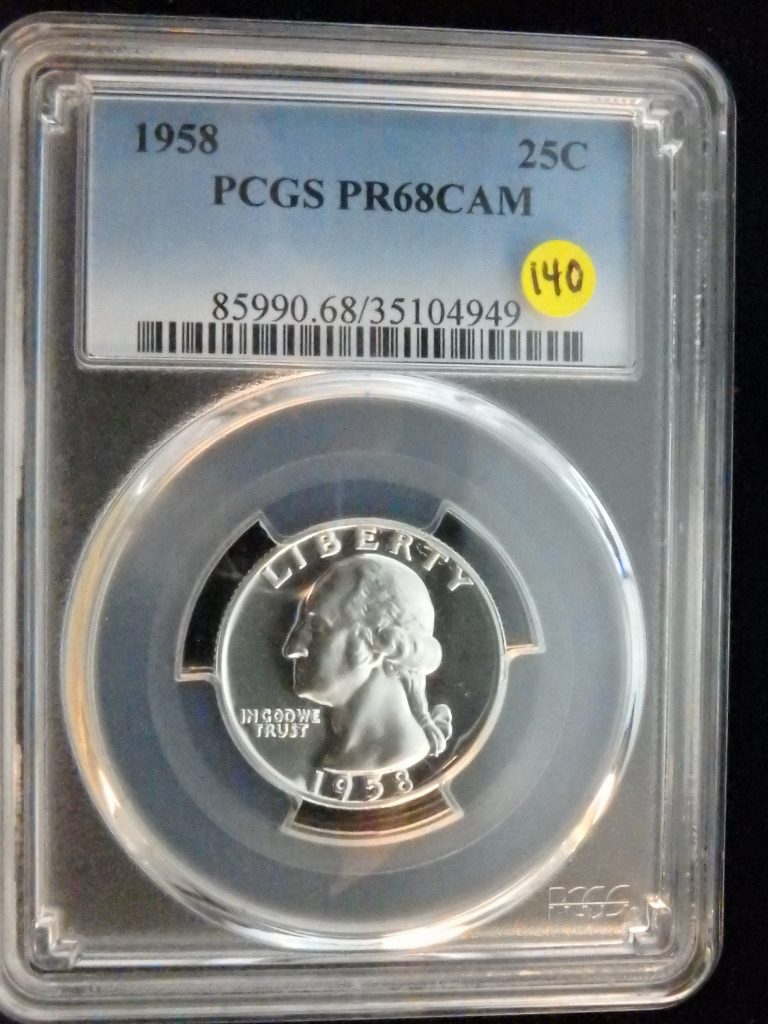 1958 25C
PCGS PR68CAM
140
85990.68/35104949
LIBERTY
IN GOD WE
TRUST
1958
PCGS